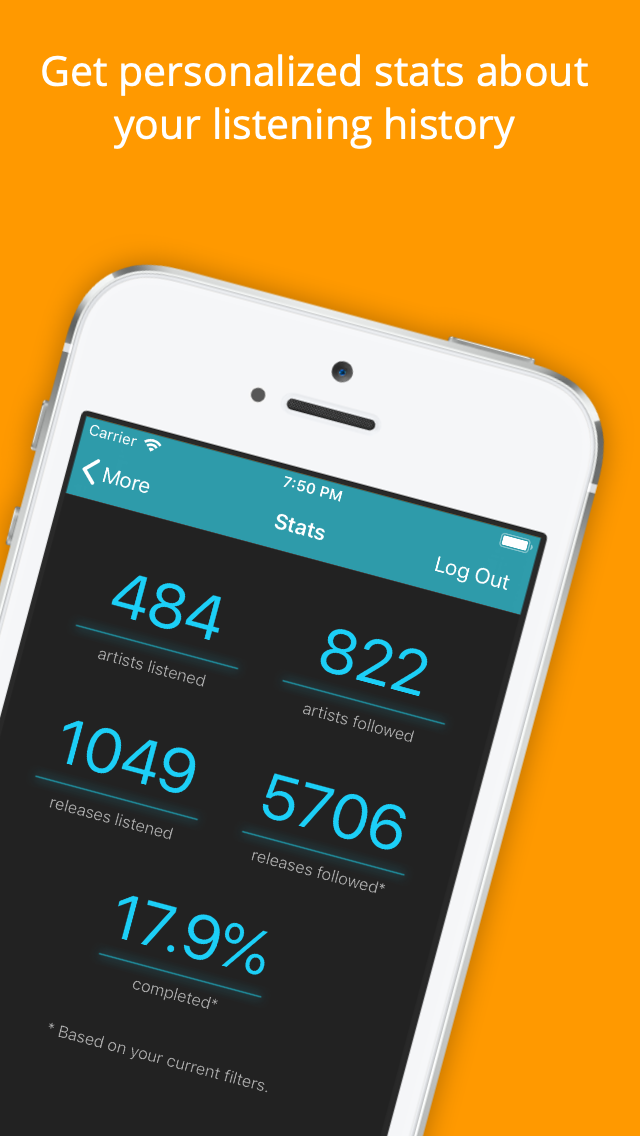 Get personalized stats about
your listening history
Carrier
7:50 PM
More
Stats
Log Out
484
artists listened
822
artists followed
1049
releases listened
5706
releases followed*
17.9%
completed*
* Based on your current filters.